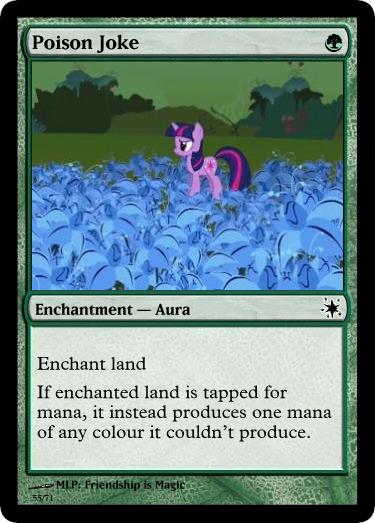 Poison Joke
Enchantment — Aura
Enchant land
If enchanted land is tapped for
mana, it instead produces one mana
of any colour it couldn't produce.
MLP: Friendship is Magic
55/71